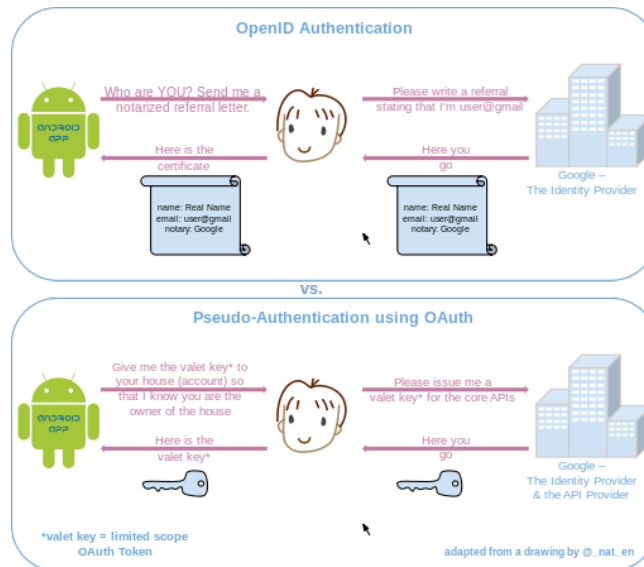 OpenID Authentication
Who are YOU? Send me a
notarized referral letter.
Please write a referral
stating that I'm user@gmail
ANDROID
APP
Here is the
certificate
Here you
go
Google –
The Identity Provider
name: Real Name
email: user@gmail
notary: Google
name: Real Name
email: user@gmail
notary: Google
vs.
Pseudo-Authentication using OAuth
Give me the valet key* to
your house (account) so
that I know you are the
owner of the house
Please issue me a
valet key* for the core APIs
ANDROID
APP
Here is the
valet key*
Here you
go
Google –
The Identity Provider
& the API Provider
*valet key = limited scope
OAuth Token
adapted from a drawing by @_nat_en